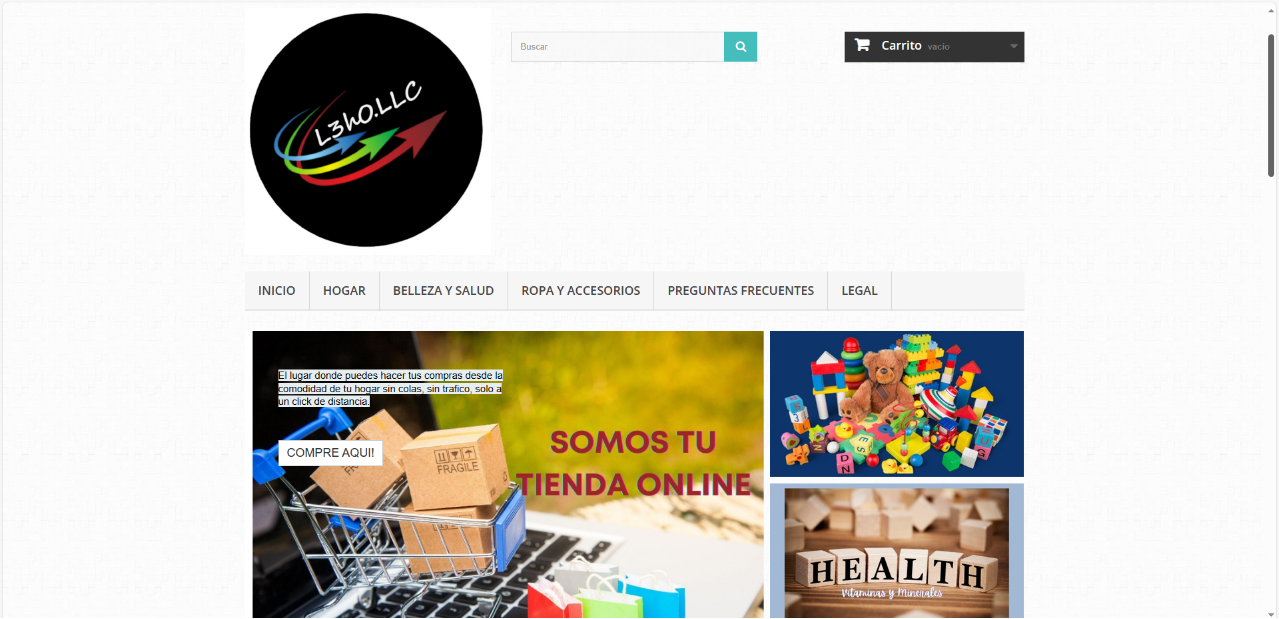 L3hO.LLC
Buscar
Carrito vacío
INICIO
HOGAR
BELLEZA Y SALUD
ROPA Y ACCESORIOS
PREGUNTAS FRECUENTES
LEGAL
El lugar donde puedes hacer tus compras desde la
comodidad de tu hogar sin colas, sin trafico, solo a
un click de distancia.
COMPRE AQUI!!
FRAGILE
SOMOS TU
TIENDA ONLINE
HEALTH
Vitaminas y Minerales